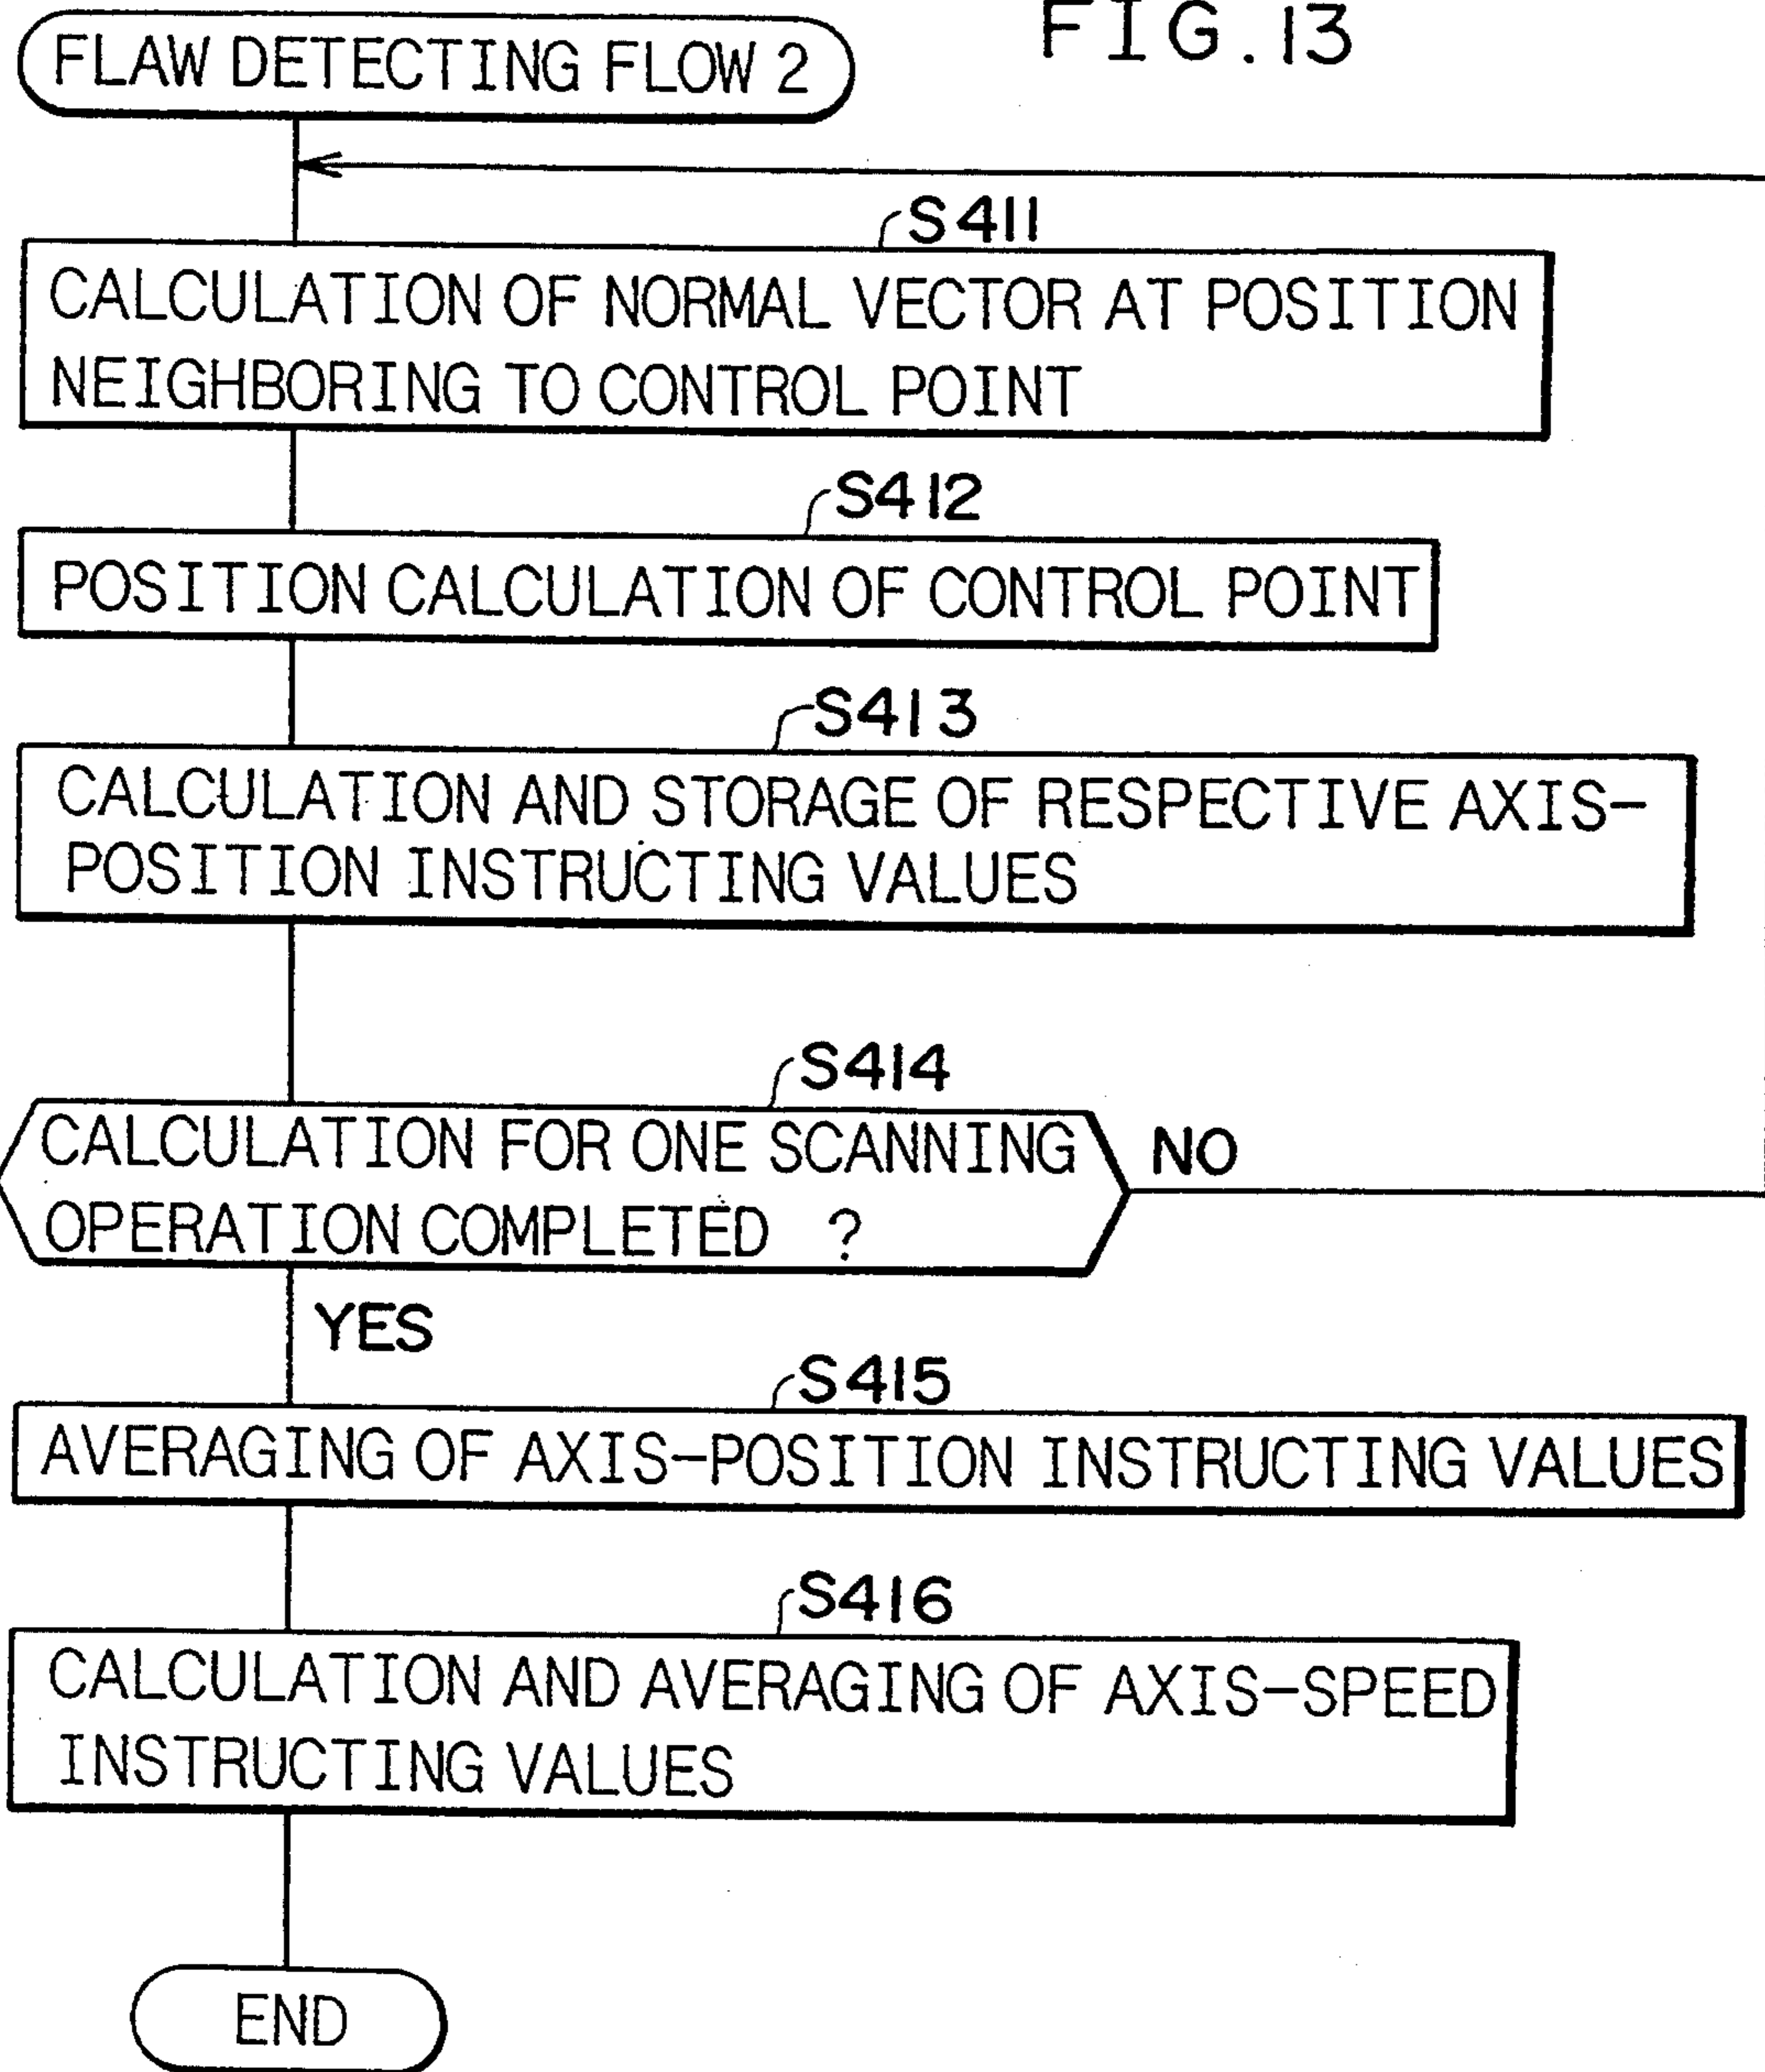 FIG. 13
FLAW DETECTING FLOW 2
S411
CALCULATION OF NORMAL VECTOR AT POSITION
NEIGHBORING TO CONTROL POINT
S412
POSITION CALCULATION OF CONTROL POINT
S413
CALCULATION AND STORAGE OF RESPECTIVE AXIS-
POSITION INSTRUCTING VALUES
S414
CALCULATION FOR ONE SCANNING
OPERATION COMPLETED ?
NO
YES
S415
AVERAGING OF AXIS-POSITION INSTRUCTING VALUES
S416
CALCULATION AND AVERAGING OF AXIS-SPEED
INSTRUCTING VALUES
END